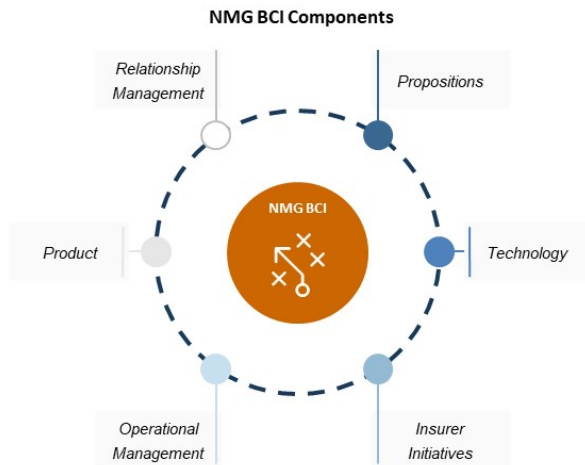 NMG BCI Components
Relationship
Management
Propositions
NMG BCI
Product
Technology
Operational
Management
Insurer
Initiatives